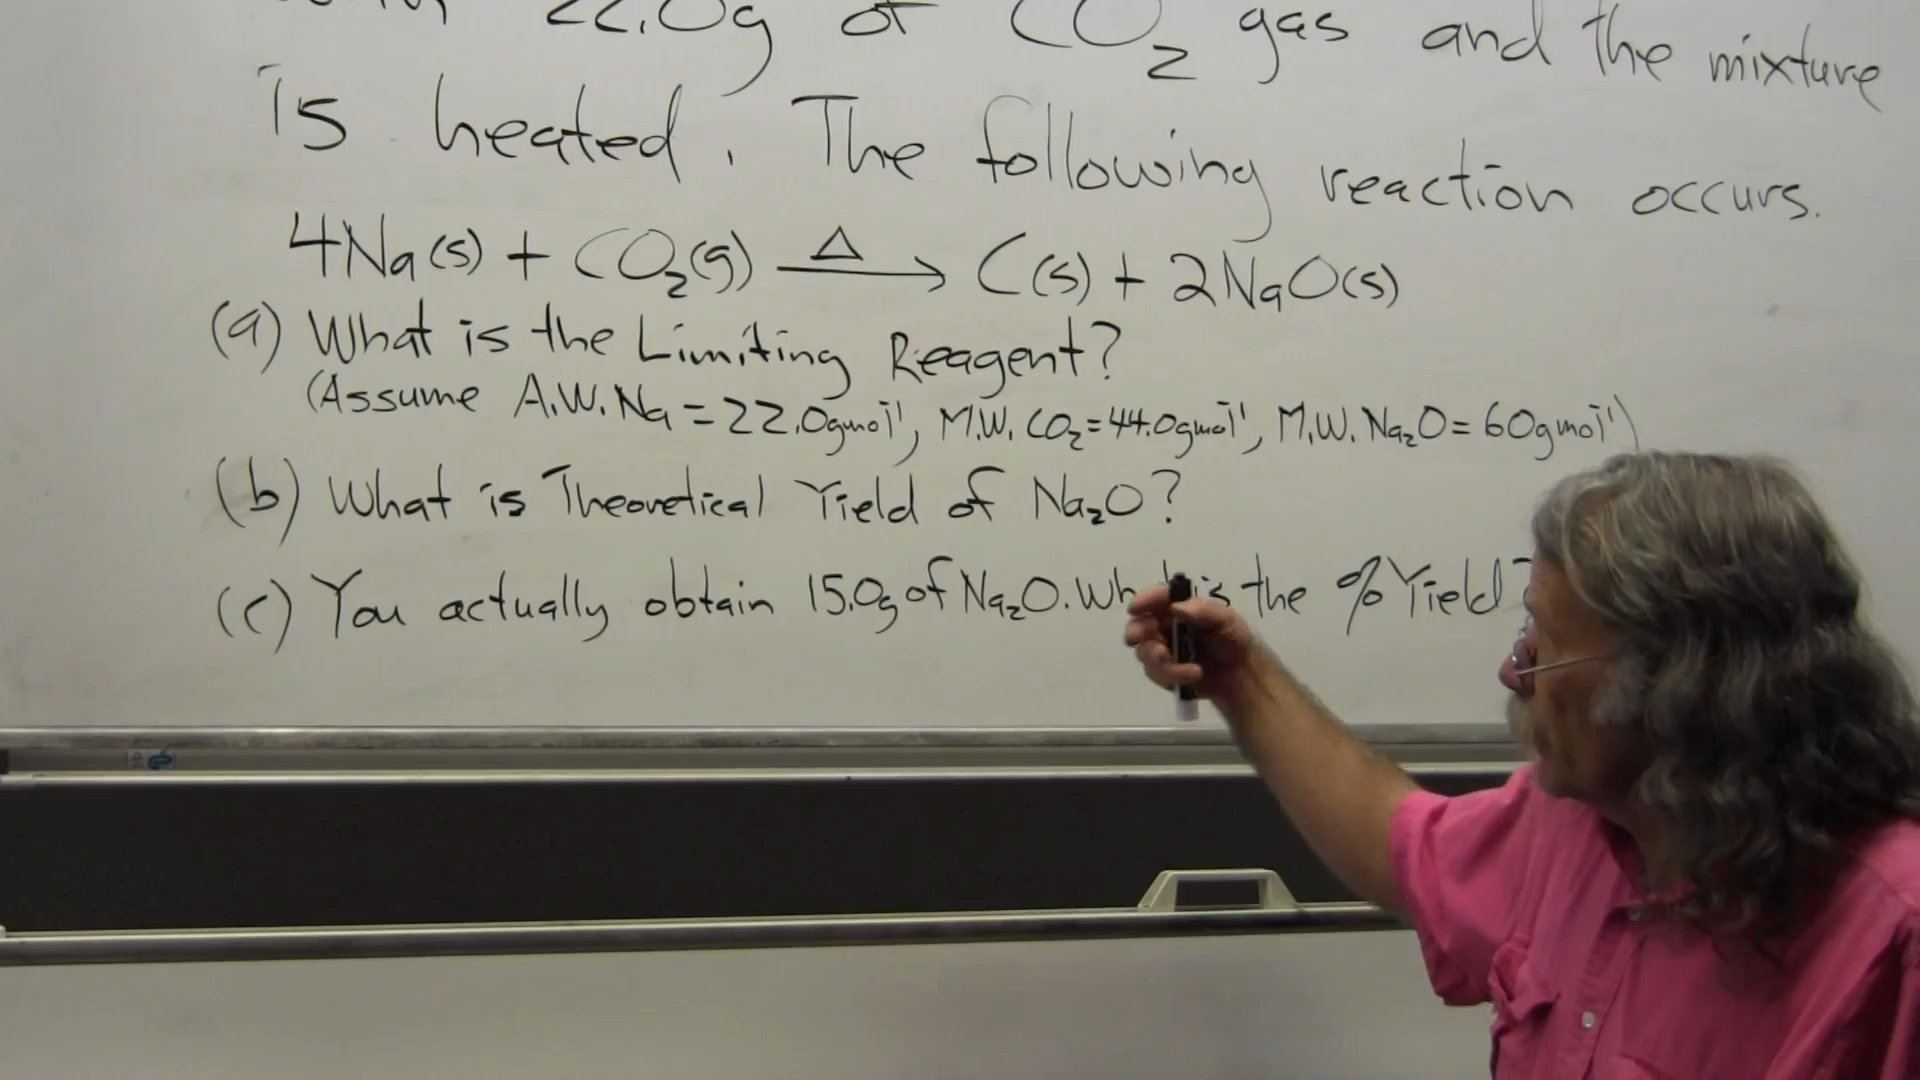 22.0g of CO₂ gas and the mixture
is heated. The following reaction occurs.
4Na(s) + CO₂(g) Δ→ C(s) + 2NaO(s)
(a) What is the Limiting Reagent?
(Assume A.W. Na = 22.0gmol⁻¹, M.W. CO₂ = 44.0gmol⁻¹, M.W. Na₂O = 60gmol⁻¹)
(b) What is Theoretical Yield of Na₂O?
(c) You actually obtain 15.0g of Na₂O. is the % Yield?